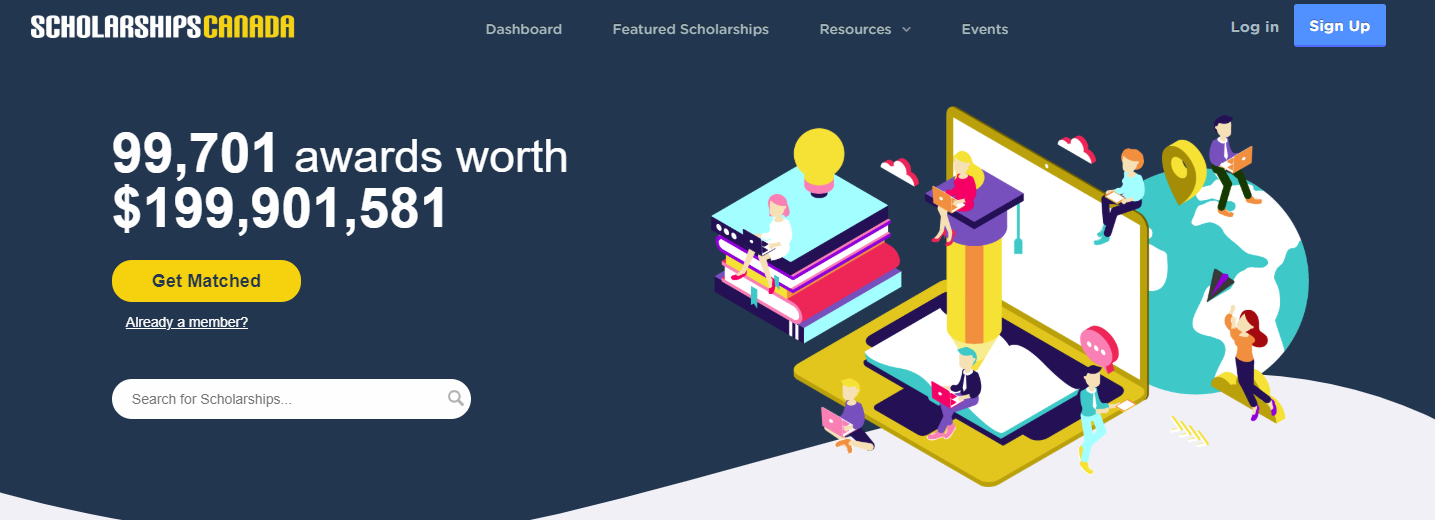 SCHOLARSHIPSCANADA
Dashboard
Featured Scholarships
Resources
Events
Log in
Sign Up
99,701 awards worth
$199,901,581
Get Matched
Already a member?
Search for Scholarships...